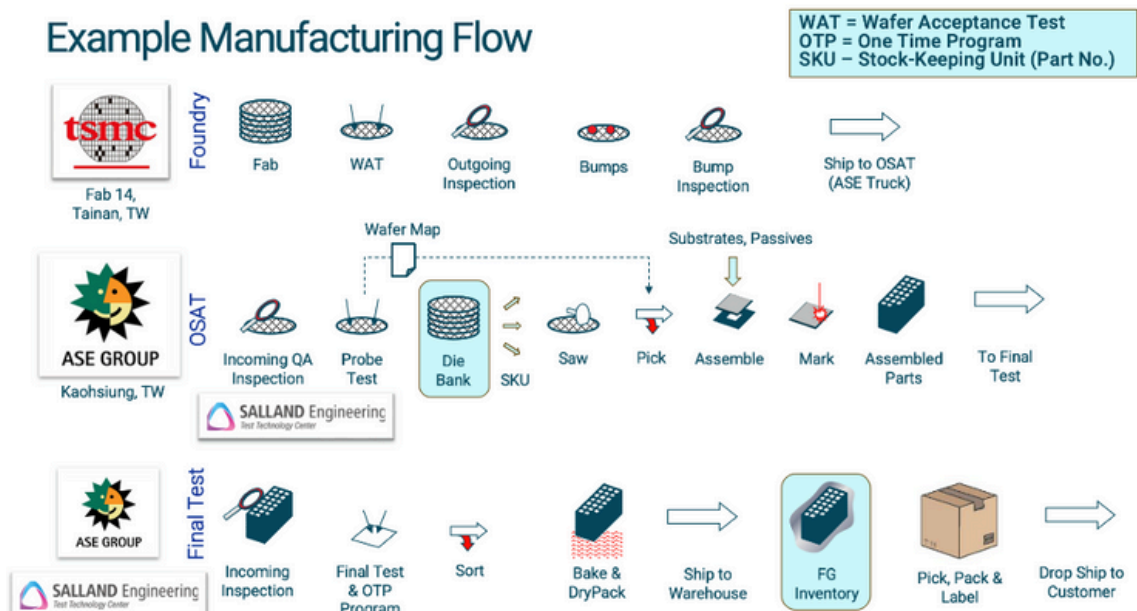 Example Manufacturing Flow
WAT = Wafer Acceptance Test
OTP = One Time Program
SKU – Stock-Keeping Unit (Part No.)
tsmc
Fab 14,
Tainan, TW
Foundry
Fab
WAT
Outgoing
Inspection
Bumps
Bump
Inspection
Ship to OSAT
(ASE Truck)
Wafer Map
Substrates, Passives
ASE GROUP
Kaohsiung, TW
OSAT
Incoming QA
Inspection
Probe
Test
Die
Bank
SKU
Saw
Pick
Assemble
Mark
Assembled
Parts
To Final
Test
SALLAND Engineering
Test Technology Center
ASE GROUP
SALLAND Engineering
Test Technology Center
Final Test
Incoming
Inspection
Final Test
& OTP
Program
Sort
Bake &
DryPack
Ship to
Warehouse
FG
Inventory
Pick, Pack &
Label
Drop Ship to
Customer